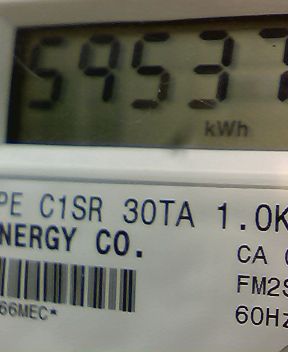 59537
kWh
PE C1SR 30TA 1.0K
NERGY CO.
CA
FM2S
66MEC*
60Hz